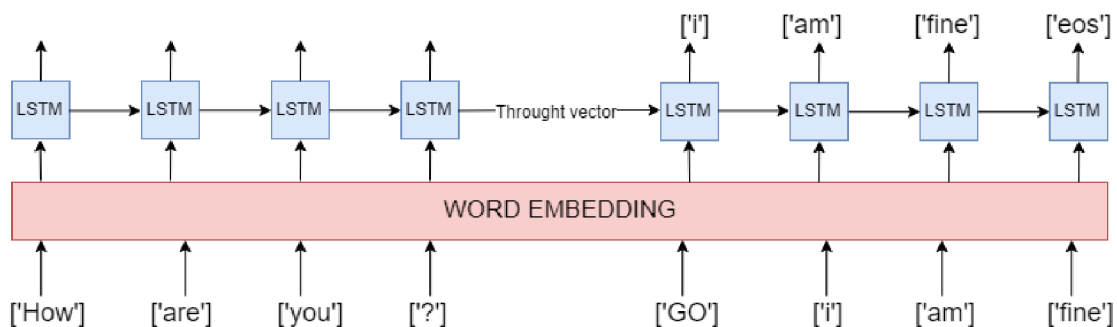 ['i'] ['am'] ['fine'] ['eos']
LSTM LSTM LSTM LSTM Throught vector LSTM LSTM LSTM LSTM
WORD EMBEDDING
['How'] ['are'] ['you'] ['?'] ['GO'] ['i'] ['am'] ['fine']